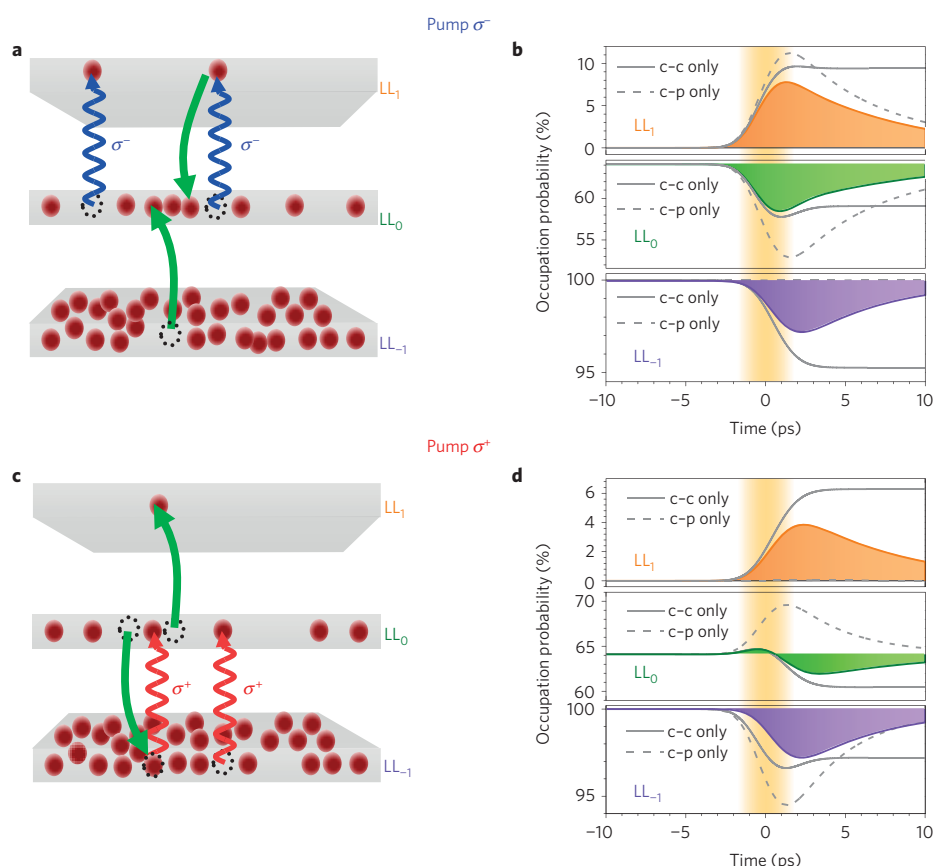 Pump σ⁻
a
LL₁
σ⁻
σ⁻
LL₀
LL₋₁
b
Occupation probability (%)
10
5
0
c–c only
c–p only
LL₁
60
55
c–c only
c–p only
LL₀
100
95
c–c only
c–p only
LL₋₁
−10
−5
0
5
10
Time (ps)
Pump σ⁺
c
LL₁
LL₀
σ⁺
σ⁺
LL₋₁
d
Occupation probability (%)
6
4
2
0
c–c only
c–p only
LL₁
70
65
60
c–c only
c–p only
LL₀
100
95
c–c only
c–p only
LL₋₁
−10
−5
0
5
10
Time (ps)